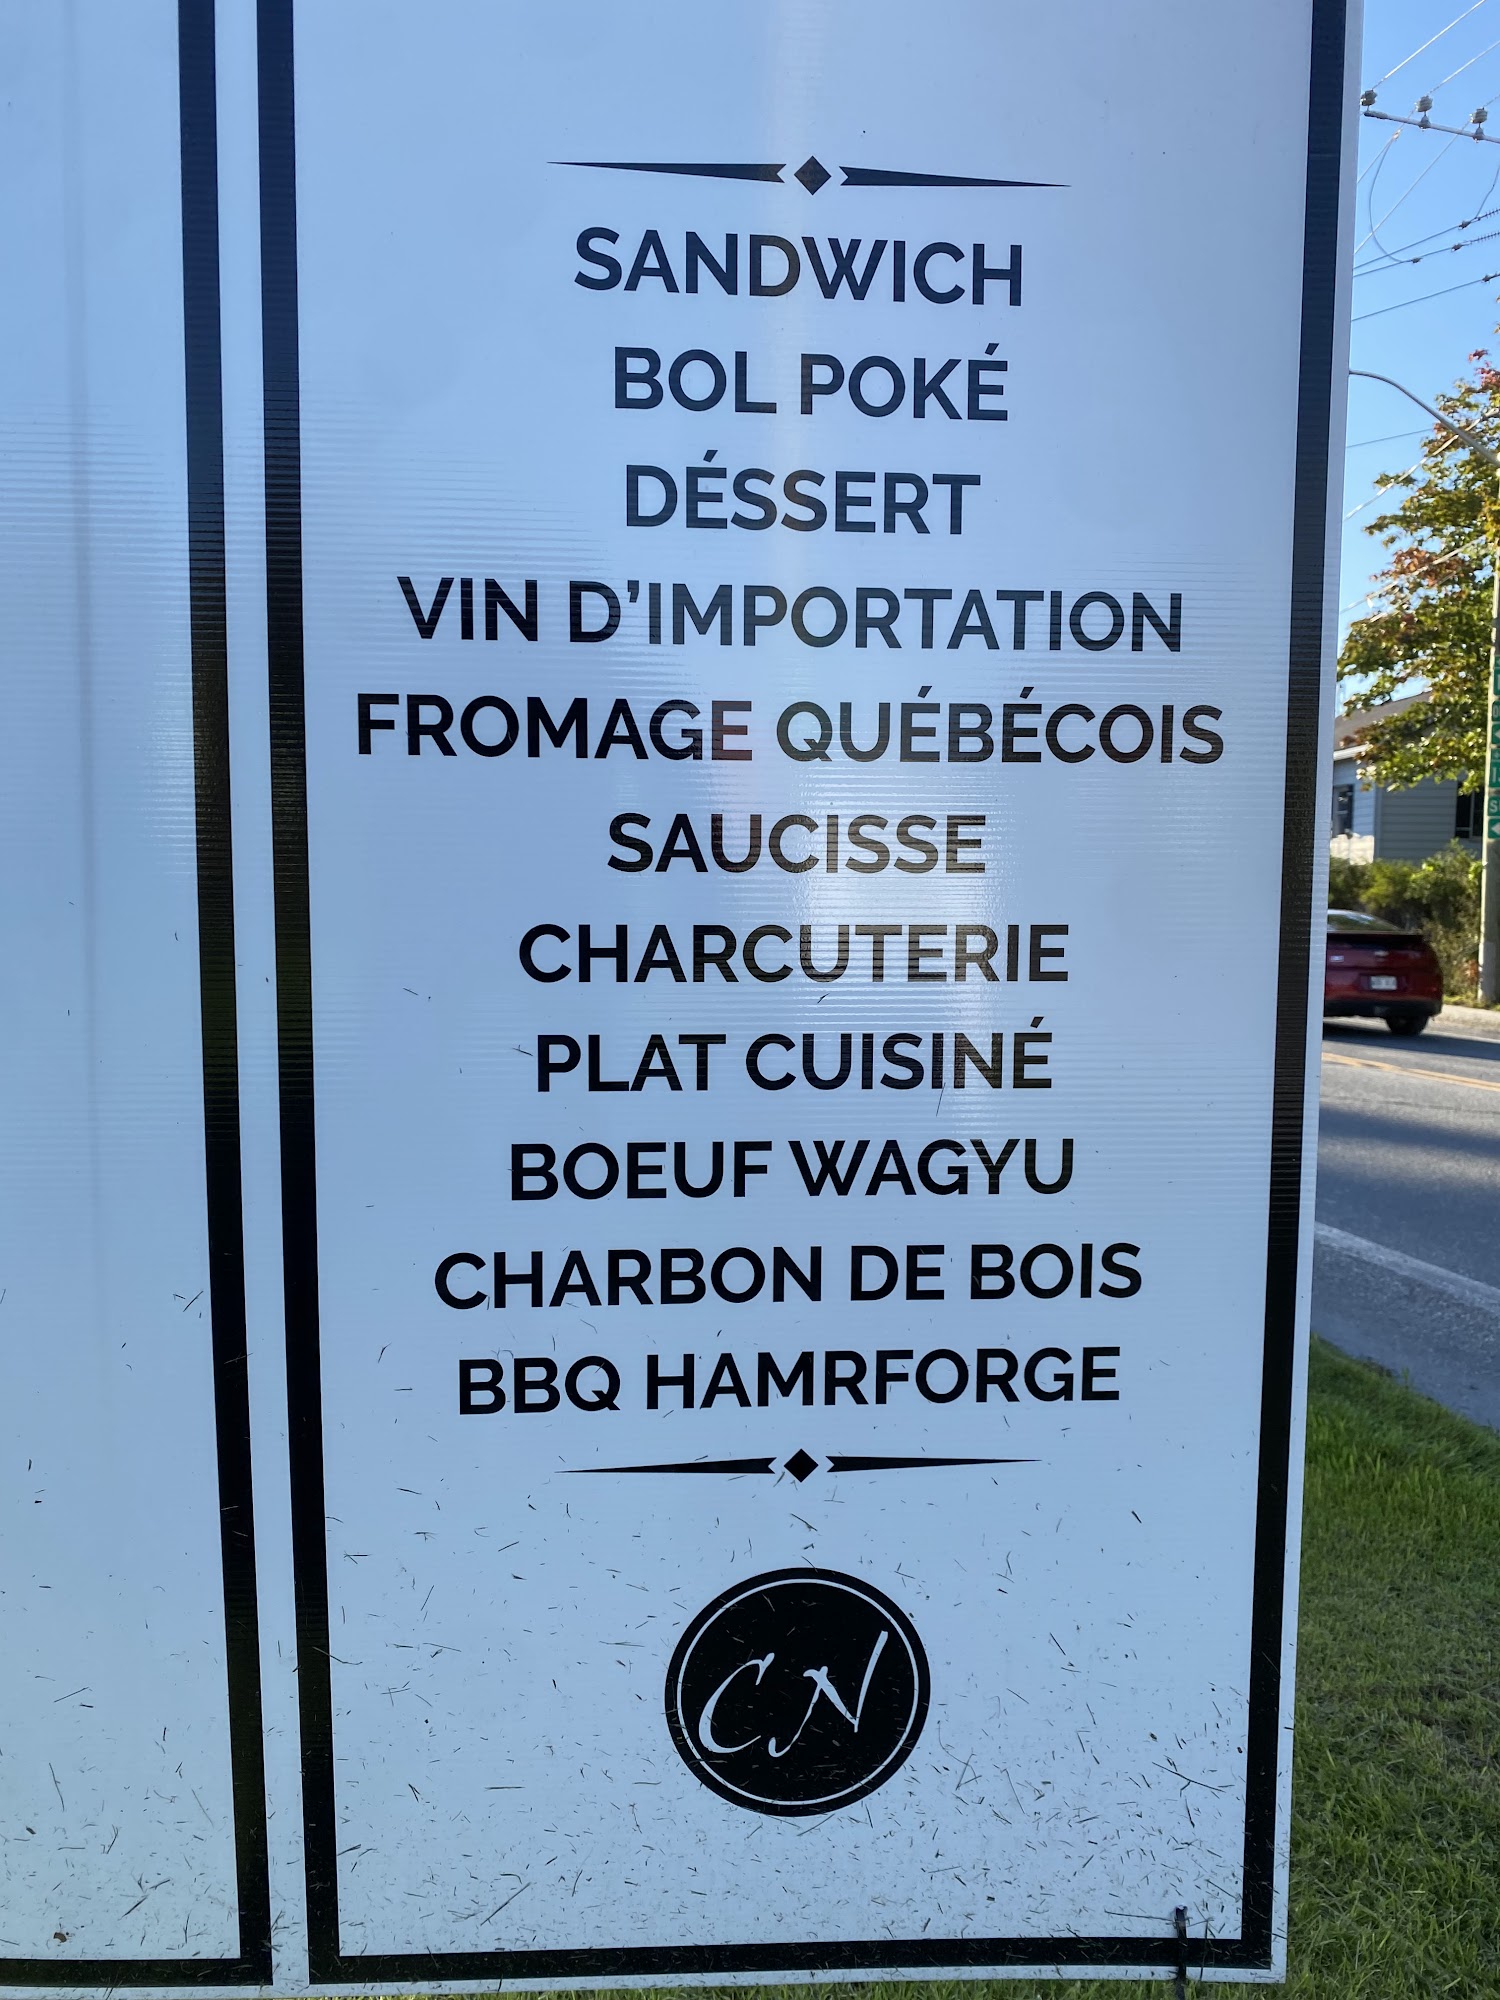 SANDWICH
BOL POKÉ
DÉSSERT
VIN D'IMPORTATION
FROMAGE QUÉBÉCOIS
SAUCISSE
CHARCUTERIE
PLAT CUISINÉ
BOEUF WAGYU
CHARBON DE BOIS
BBQ HAMRFORGE
CN